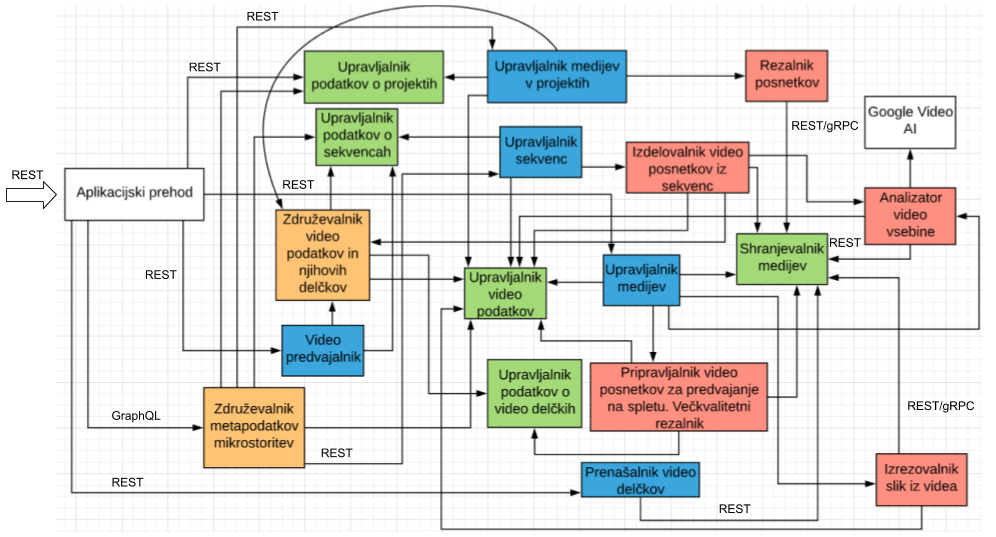 REST
REST
Upravljalnik
podatkov o projektih
Upravljalnik medijev
v projektih
Rezalnik
posnetkov
Google Video
AI
REST/gRPC
Upravljalnik
podatkov o
sekvencah
Upravljalnik
sekvenc
Izdelovalnik video
posnetkov iz
sekvenc
REST
Aplikacijski prehod
REST
Analizator
video
vsebine
Združevalnik
video
podatkov in
njihovih
delčkov
REST
Shranjevalnik
medijev
REST
Upravljalnik
video
podatkov
Upravljalnik
medijev
Video
predvajalnik
Upravljalnik
podatkov o
video delčkih
Pripravljalnik video
posnetkov za predvajanje
na spletu. Večkvalitetni
rezalnik
REST/gRPC
GraphQL
Združevalnik
metapodatkov
mikrostoritev
REST
Prenašalnik video
delčkov
Izrezovalnik
slik iz videa
REST
REST